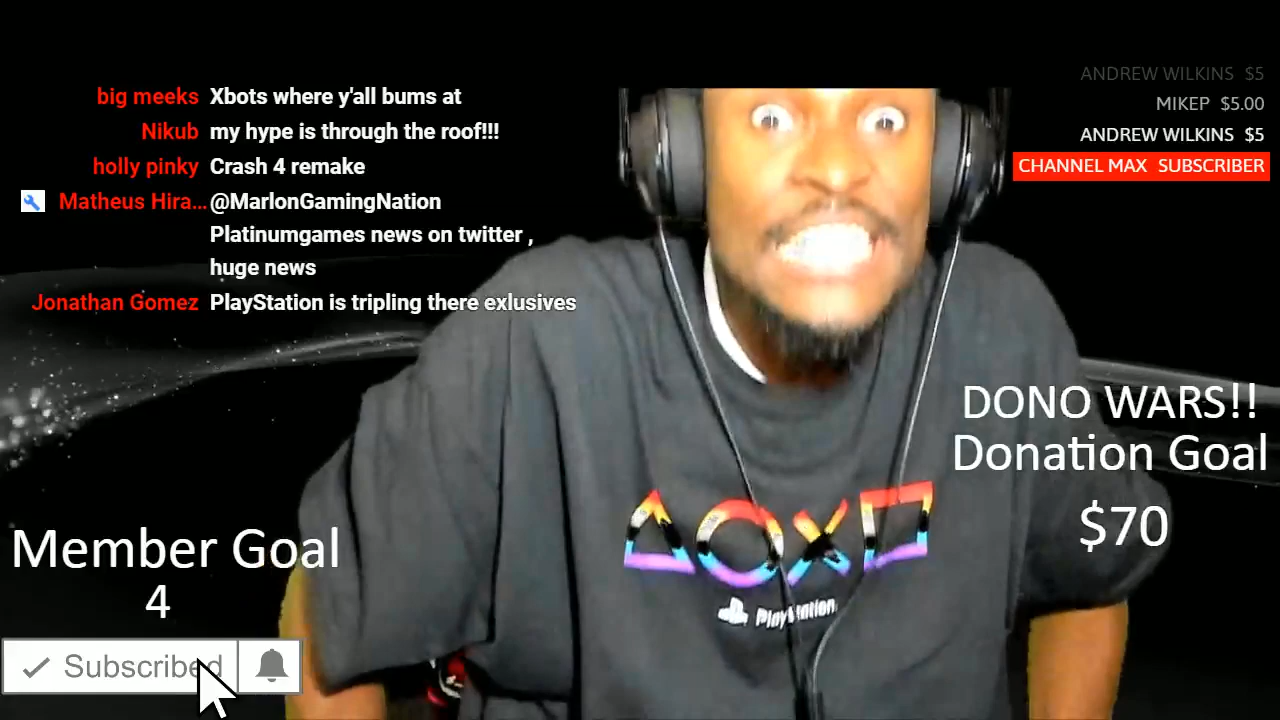 big meeks Xbots where y'all bums at
Nikub my hype is through the roof!!!
holly pinky Crash 4 remake
Matheus Hira... @MarlonGamingNation
Platinumgames news on twitter ,
huge news
Jonathan Gomez PlayStation is tripling there exlusives
ANDREW WILKINS $5
MIKEP $5.00
ANDREW WILKINS $5
CHANNEL MAX SUBSCRIBER
DONO WARS!!
Donation Goal
$70
PlayStation
Member Goal
4
Subscribed